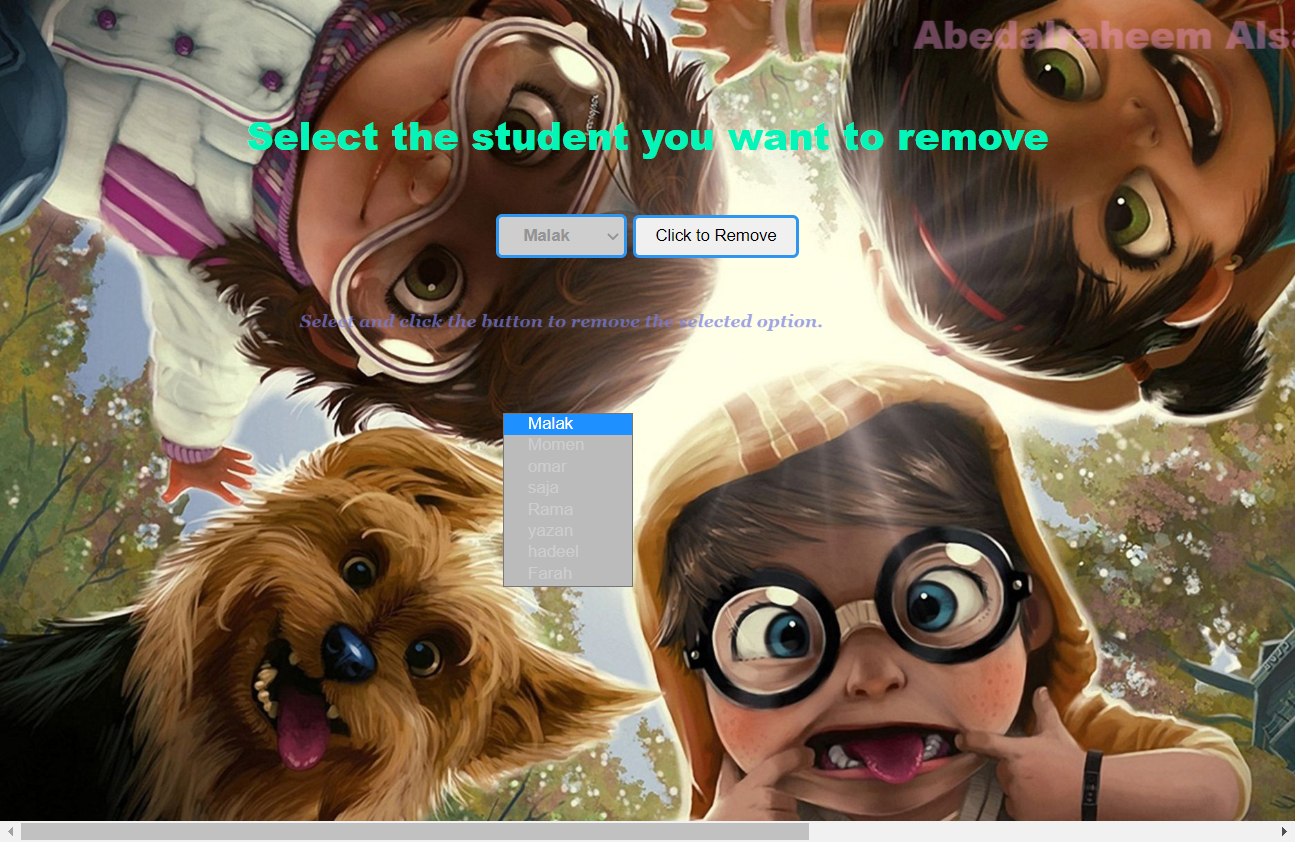 Abedalraheem Alsa
Select the student you want to remove
Malak
Click to Remove
Select and click the button to remove the selected option.
Malak
Momen
omar
saja
Rama
yazan
hadeel
Farah